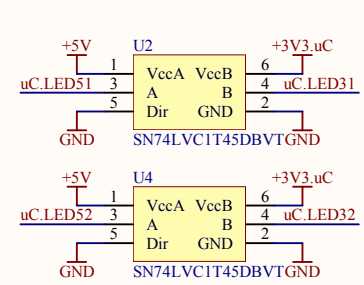 +5V U2 +3V3.uC
1 VccA VccB 6
uC.LED51 3 A B 4 uC.LED31
5 Dir GND 2
GND SN74LVC1T45DBVT GND
+5V U4 +3V3.uC
1 VccA VccB 6
uC.LED52 3 A B 4 uC.LED32
5 Dir GND 2
GND SN74LVC1T45DBVT GND